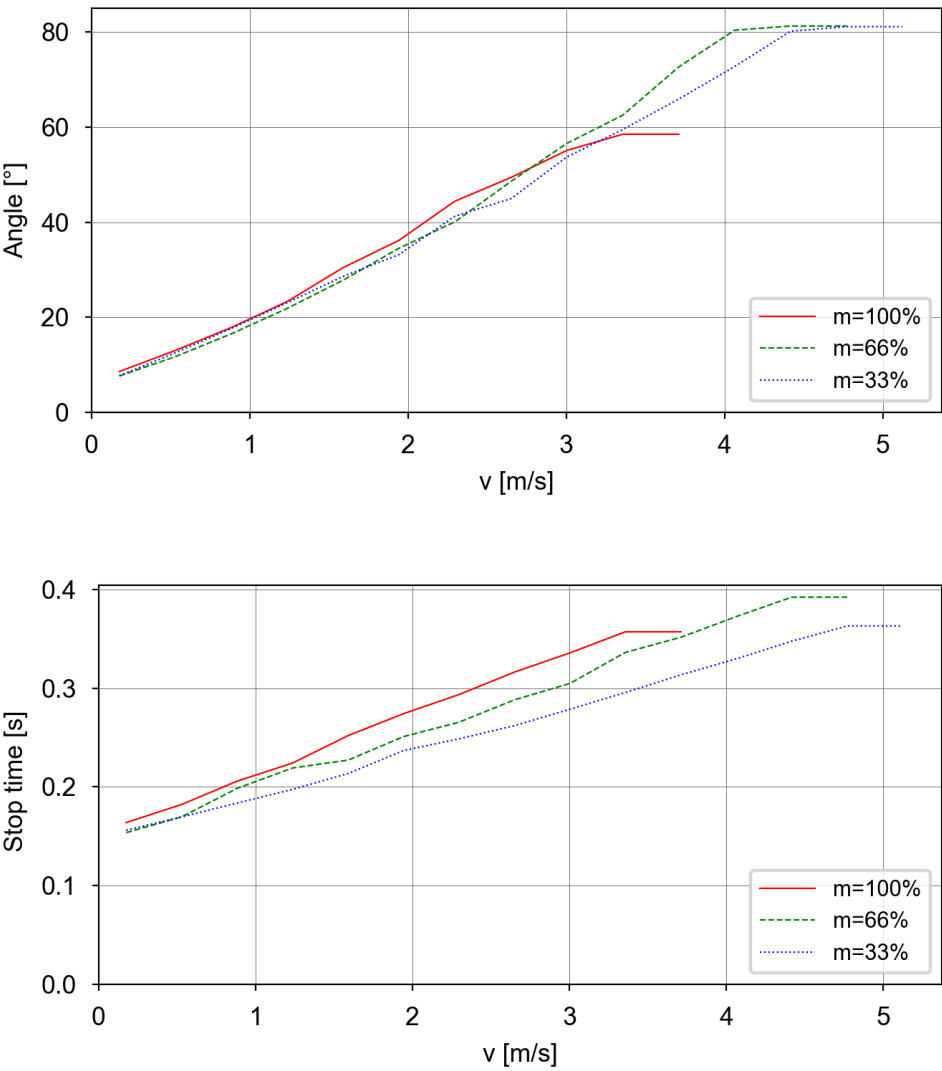 80
60
40
20
0
Angle [°]
m=100%
m=66%
m=33%
0 1 2 3 4 5
v [m/s]
0.4
0.3
0.2
0.1
0.0
Stop time [s]
m=100%
m=66%
m=33%
0 1 2 3 4 5
v [m/s]